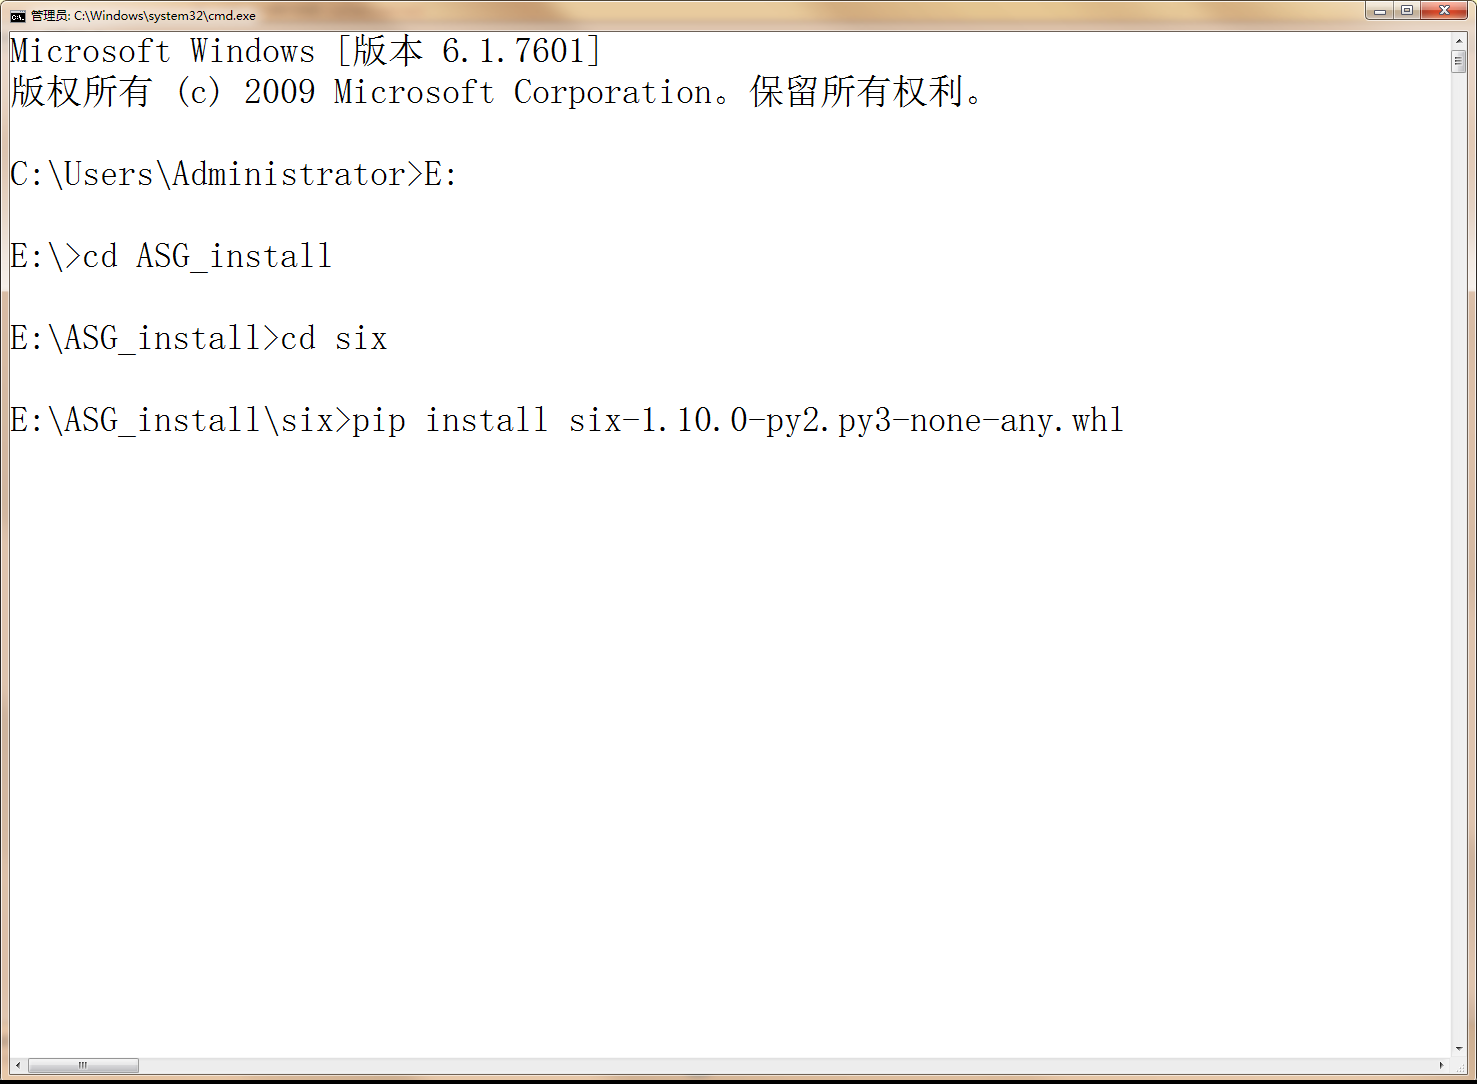 管理员: C:\Windows\system32\cmd.exe
Microsoft Windows [版本 6.1.7601]
版权所有 (c) 2009 Microsoft Corporation。保留所有权利。
C:\Users\Administrator>E:
E:\>cd ASG_install
E:\ASG_install>cd six
E:\ASG_install\six>pip install six-1.10.0-py2.py3-none-any.whl